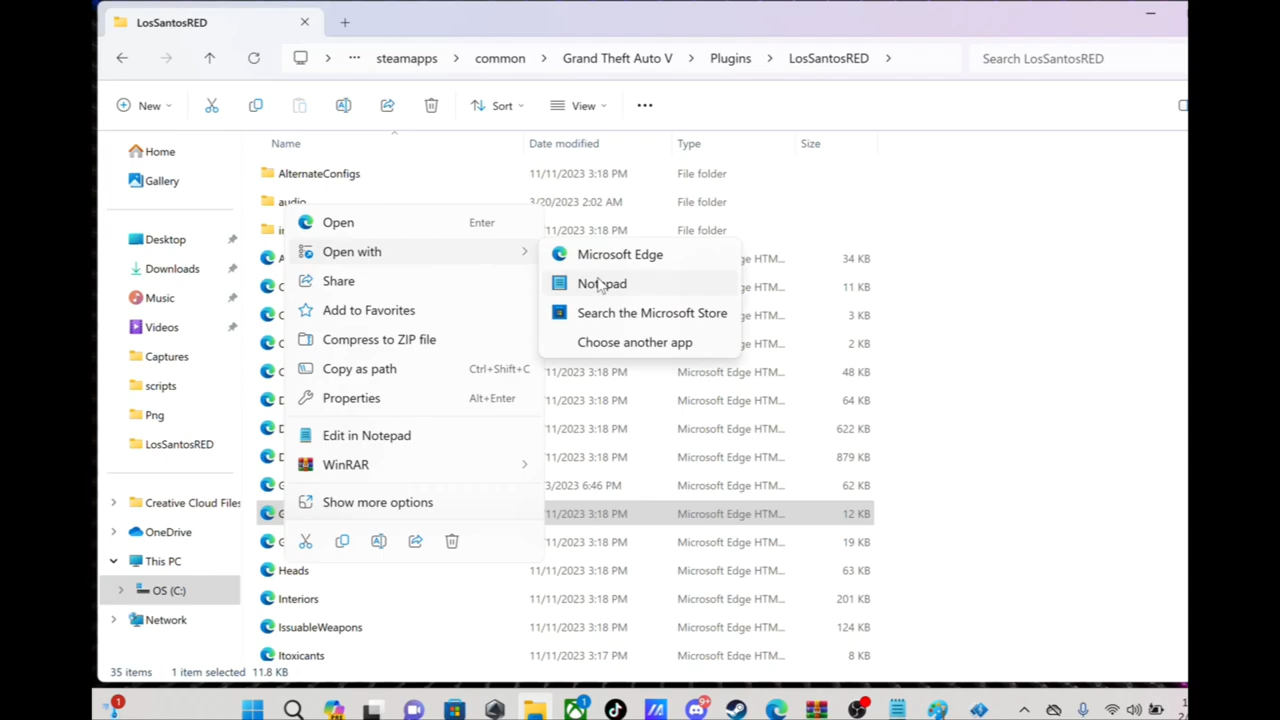 LosSantosRED
steamapps Grand Theft Auto V common Plugins LosSantosRED Search LosSantosRED
New Sort View
Name Date modified Type Size
Home
Gallery
Desktop
Downloads
Music
Videos
Captures
scripts
Png
LosSantosRED
Creative Cloud Files
OneDrive
This PC
OS (C:)
Network
AlternateConfigs 11/11/2023 3:18 PM File folder
audio 3/20/2023 2:02 AM File folder
File folder
Microsoft Edge HTM... 34 KB
Microsoft Edge HTM... 11 KB
3 KB
2 KB
11/11/2023 3:18 PM Microsoft Edge HTM... 48 KB
11/11/2023 3:18 PM Microsoft Edge HTM... 64 KB
11/11/2023 3:18 PM Microsoft Edge HTM... 622 KB
11/11/2023 3:18 PM Microsoft Edge HTM... 879 KB
3/2023 6:46 PM Microsoft Edge HTM... 62 KB
11/2023 3:18 PM Microsoft Edge HTM... 12 KB
11/2023 3:18 PM Microsoft Edge HTM... 19 KB
Heads 11/11/2023 3:18 PM Microsoft Edge HTM... 63 KB
Interiors 11/11/2023 3:18 PM Microsoft Edge HTM... 201 KB
IssuableWeapons 11/11/2023 3:18 PM Microsoft Edge HTM... 124 KB
Itoxicants 11/11/2023 3:17 PM Microsoft Edge HTM... 8 KB
Open Enter
Open with
Share
Add to Favorites
Compress to ZIP file
Copy as path Ctrl+Shift+C
Properties Alt+Enter
Edit in Notepad
WinRAR
Show more options
Microsoft Edge
Notepad
Search the Microsoft Store
Choose another app
35 items 1 item selected 11.8 KB
1 1 9+